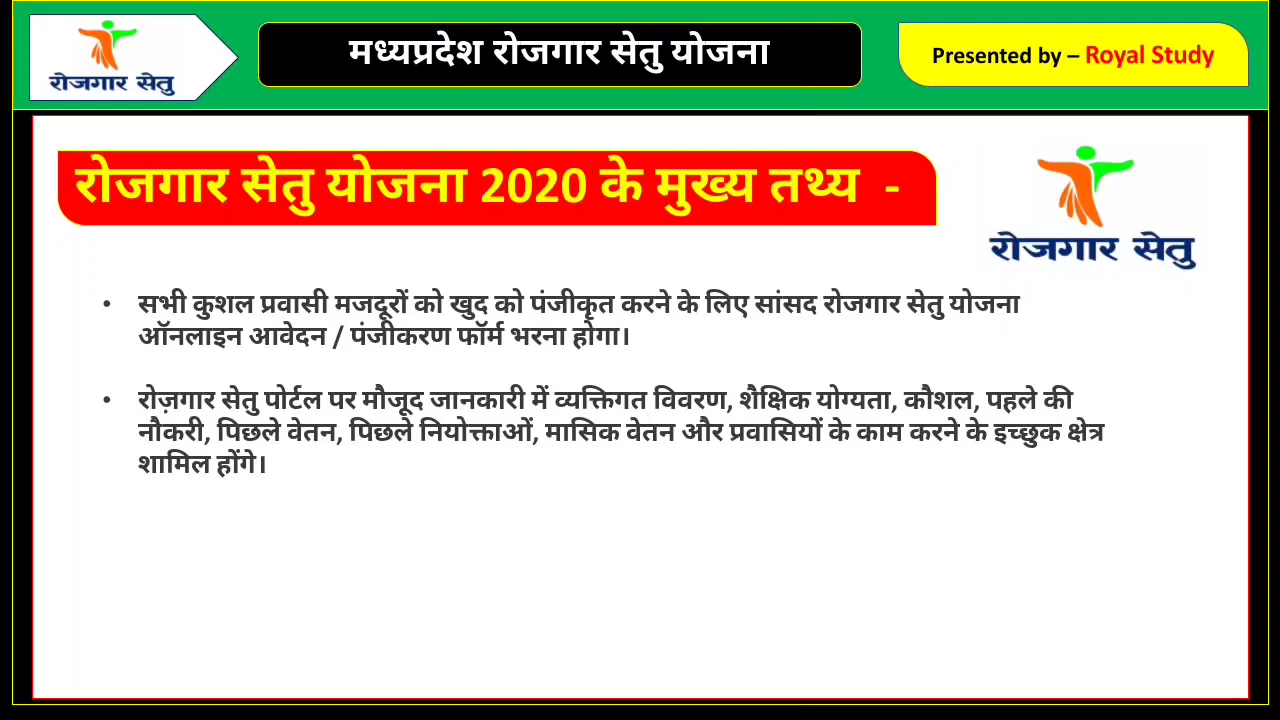 रोजगार सेतु
मध्यप्रदेश रोजगार सेतु योजना
Presented by – Royal Study
रोजगार सेतु योजना 2020 के मुख्य तथ्य -
रोजगार सेतु
• सभी कुशल प्रवासी मजदूरों को खुद को पंजीकृत करने के लिए सांसद रोजगार सेतु योजना
ऑनलाइन आवेदन / पंजीकरण फॉर्म भरना होगा।
• रोज़गार सेतु पोर्टल पर मौजूद जानकारी में व्यक्तिगत विवरण, शैक्षिक योग्यता, कौशल, पहले की
नौकरी, पिछले वेतन, पिछले नियोक्ताओं, मासिक वेतन और प्रवासियों के काम करने के इच्छुक क्षेत्र
शामिल होंगे।